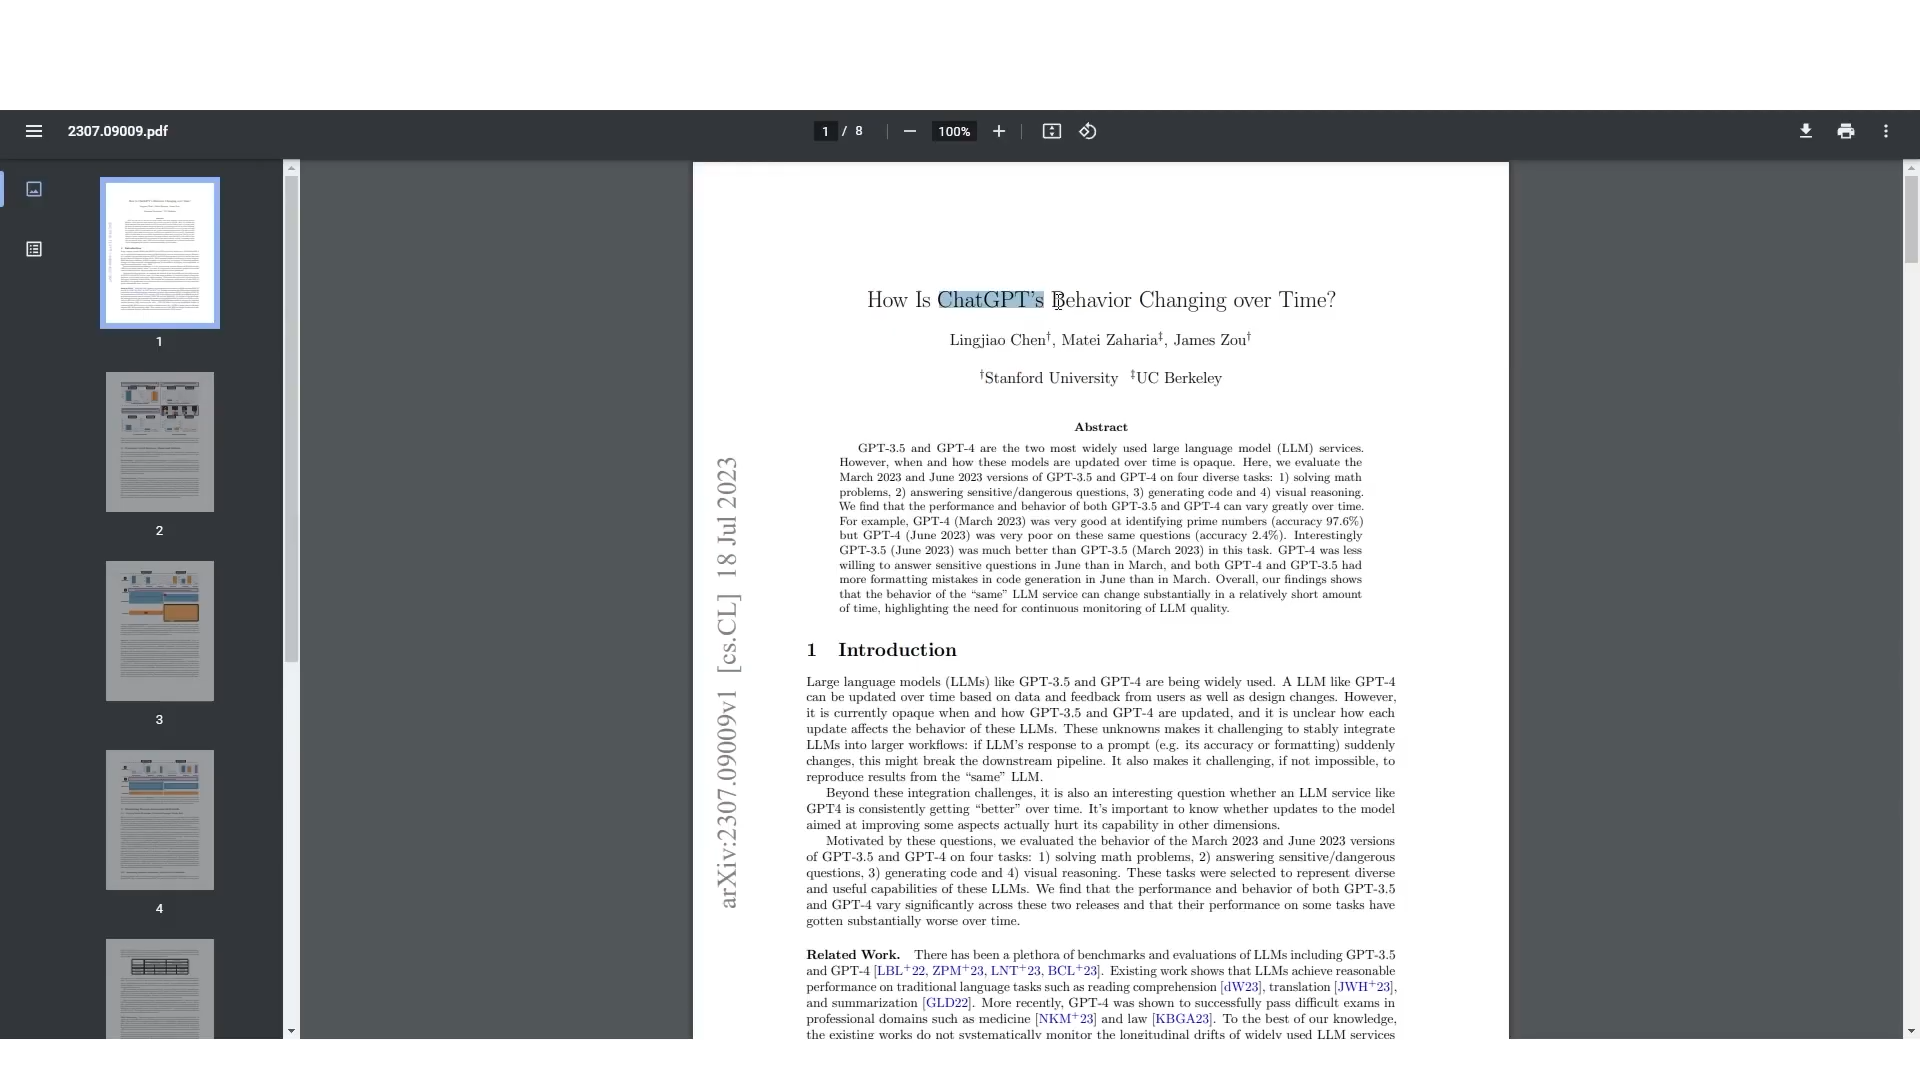 2307.09009.pdf
1 / 8
100%
1
2
3
4
How Is ChatGPT's Behavior Changing over Time?
Lingjiao Chen†, Matei Zaharia‡, James Zou†
†Stanford University ‡UC Berkeley
Abstract
GPT-3.5 and GPT-4 are the two most widely used large language model (LLM) services.
However, when and how these models are updated over time is opaque. Here, we evaluate the
March 2023 and June 2023 versions of GPT-3.5 and GPT-4 on four diverse tasks: 1) solving math
problems, 2) answering sensitive/dangerous questions, 3) generating code and 4) visual reasoning.
We find that the performance and behavior of both GPT-3.5 and GPT-4 can vary greatly over time.
For example, GPT-4 (March 2023) was very good at identifying prime numbers (accuracy 97.6%)
but GPT-4 (June 2023) was very poor on these same questions (accuracy 2.4%). Interestingly
GPT-3.5 (June 2023) was much better than GPT-3.5 (March 2023) in this task. GPT-4 was less
willing to answer sensitive questions in June than in March, and both GPT-4 and GPT-3.5 had
more formatting mistakes in code generation in June than in March. Overall, our findings shows
that the behavior of the “same” LLM service can change substantially in a relatively short amount
of time, highlighting the need for continuous monitoring of LLM quality.
arXiv:2307.09009v1 [cs.CL] 18 Jul 2023
1 Introduction
Large language models (LLMs) like GPT-3.5 and GPT-4 are being widely used. A LLM like GPT-4
can be updated over time based on data and feedback from users as well as design changes. However,
it is currently opaque when and how GPT-3.5 and GPT-4 are updated, and it is unclear how each
update affects the behavior of these LLMs. These unknowns makes it challenging to stably integrate
LLMs into larger workflows: if LLM's response to a prompt (e.g. its accuracy or formatting) suddenly
changes, this might break the downstream pipeline. It also makes it challenging, if not impossible, to
reproduce results from the “same” LLM.
Beyond these integration challenges, it is also an interesting question whether an LLM service like
GPT4 is consistently getting “better” over time. It's important to know whether updates to the model
aimed at improving some aspects actually hurt its capability in other dimensions.
Motivated by these questions, we evaluated the behavior of the March 2023 and June 2023 versions
of GPT-3.5 and GPT-4 on four tasks: 1) solving math problems, 2) answering sensitive/dangerous
questions, 3) generating code and 4) visual reasoning. These tasks were selected to represent diverse
and useful capabilities of these LLMs. We find that the performance and behavior of both GPT-3.5
and GPT-4 vary significantly across these two releases and that their performance on some tasks have
gotten substantially worse over time.
Related Work. There has been a plethora of benchmarks and evaluations of LLMs including GPT-3.5
and GPT-4 [LBL+22, ZPM+23, LNT+23, BCL+23]. Existing work shows that LLMs achieve reasonable
performance on traditional language tasks such as reading comprehension [dW23], translation [JWH+23],
and summarization [GLD22]. More recently, GPT-4 was shown to successfully pass difficult exams in
professional domains such as medicine [NKM+23] and law [KBGA23]. To the best of our knowledge,
the existing works do not systematically monitor the longitudinal drifts of widely used LLM services